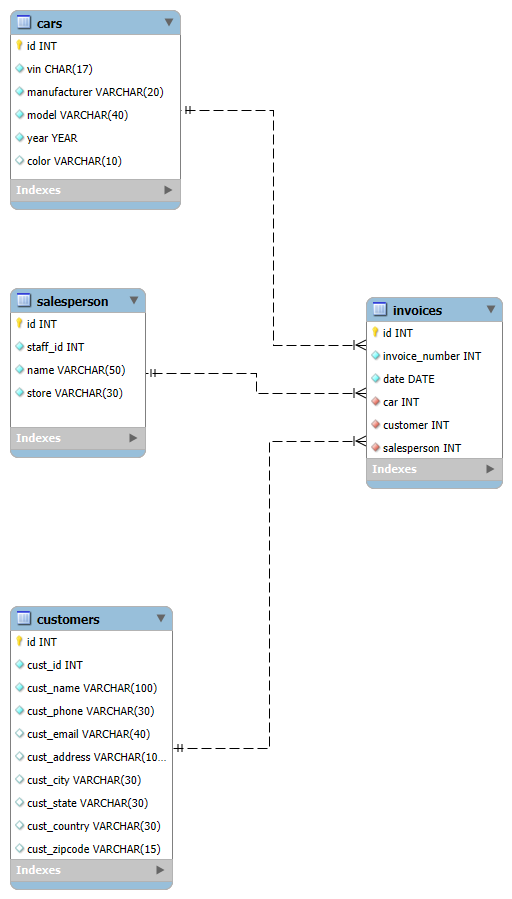 cars
id INT
vin CHAR(17)
manufacturer VARCHAR(20)
model VARCHAR(40)
year YEAR
color VARCHAR(10)
Indexes
salesperson
id INT
staff_id INT
name VARCHAR(50)
store VARCHAR(30)
Indexes
invoices
id INT
invoice_number INT
date DATE
car INT
customer INT
salesperson INT
Indexes
customers
id INT
cust_id INT
cust_name VARCHAR(100)
cust_phone VARCHAR(30)
cust_email VARCHAR(40)
cust_address VARCHAR(10...
cust_city VARCHAR(30)
cust_state VARCHAR(30)
cust_country VARCHAR(30)
cust_zipcode VARCHAR(15)
Indexes